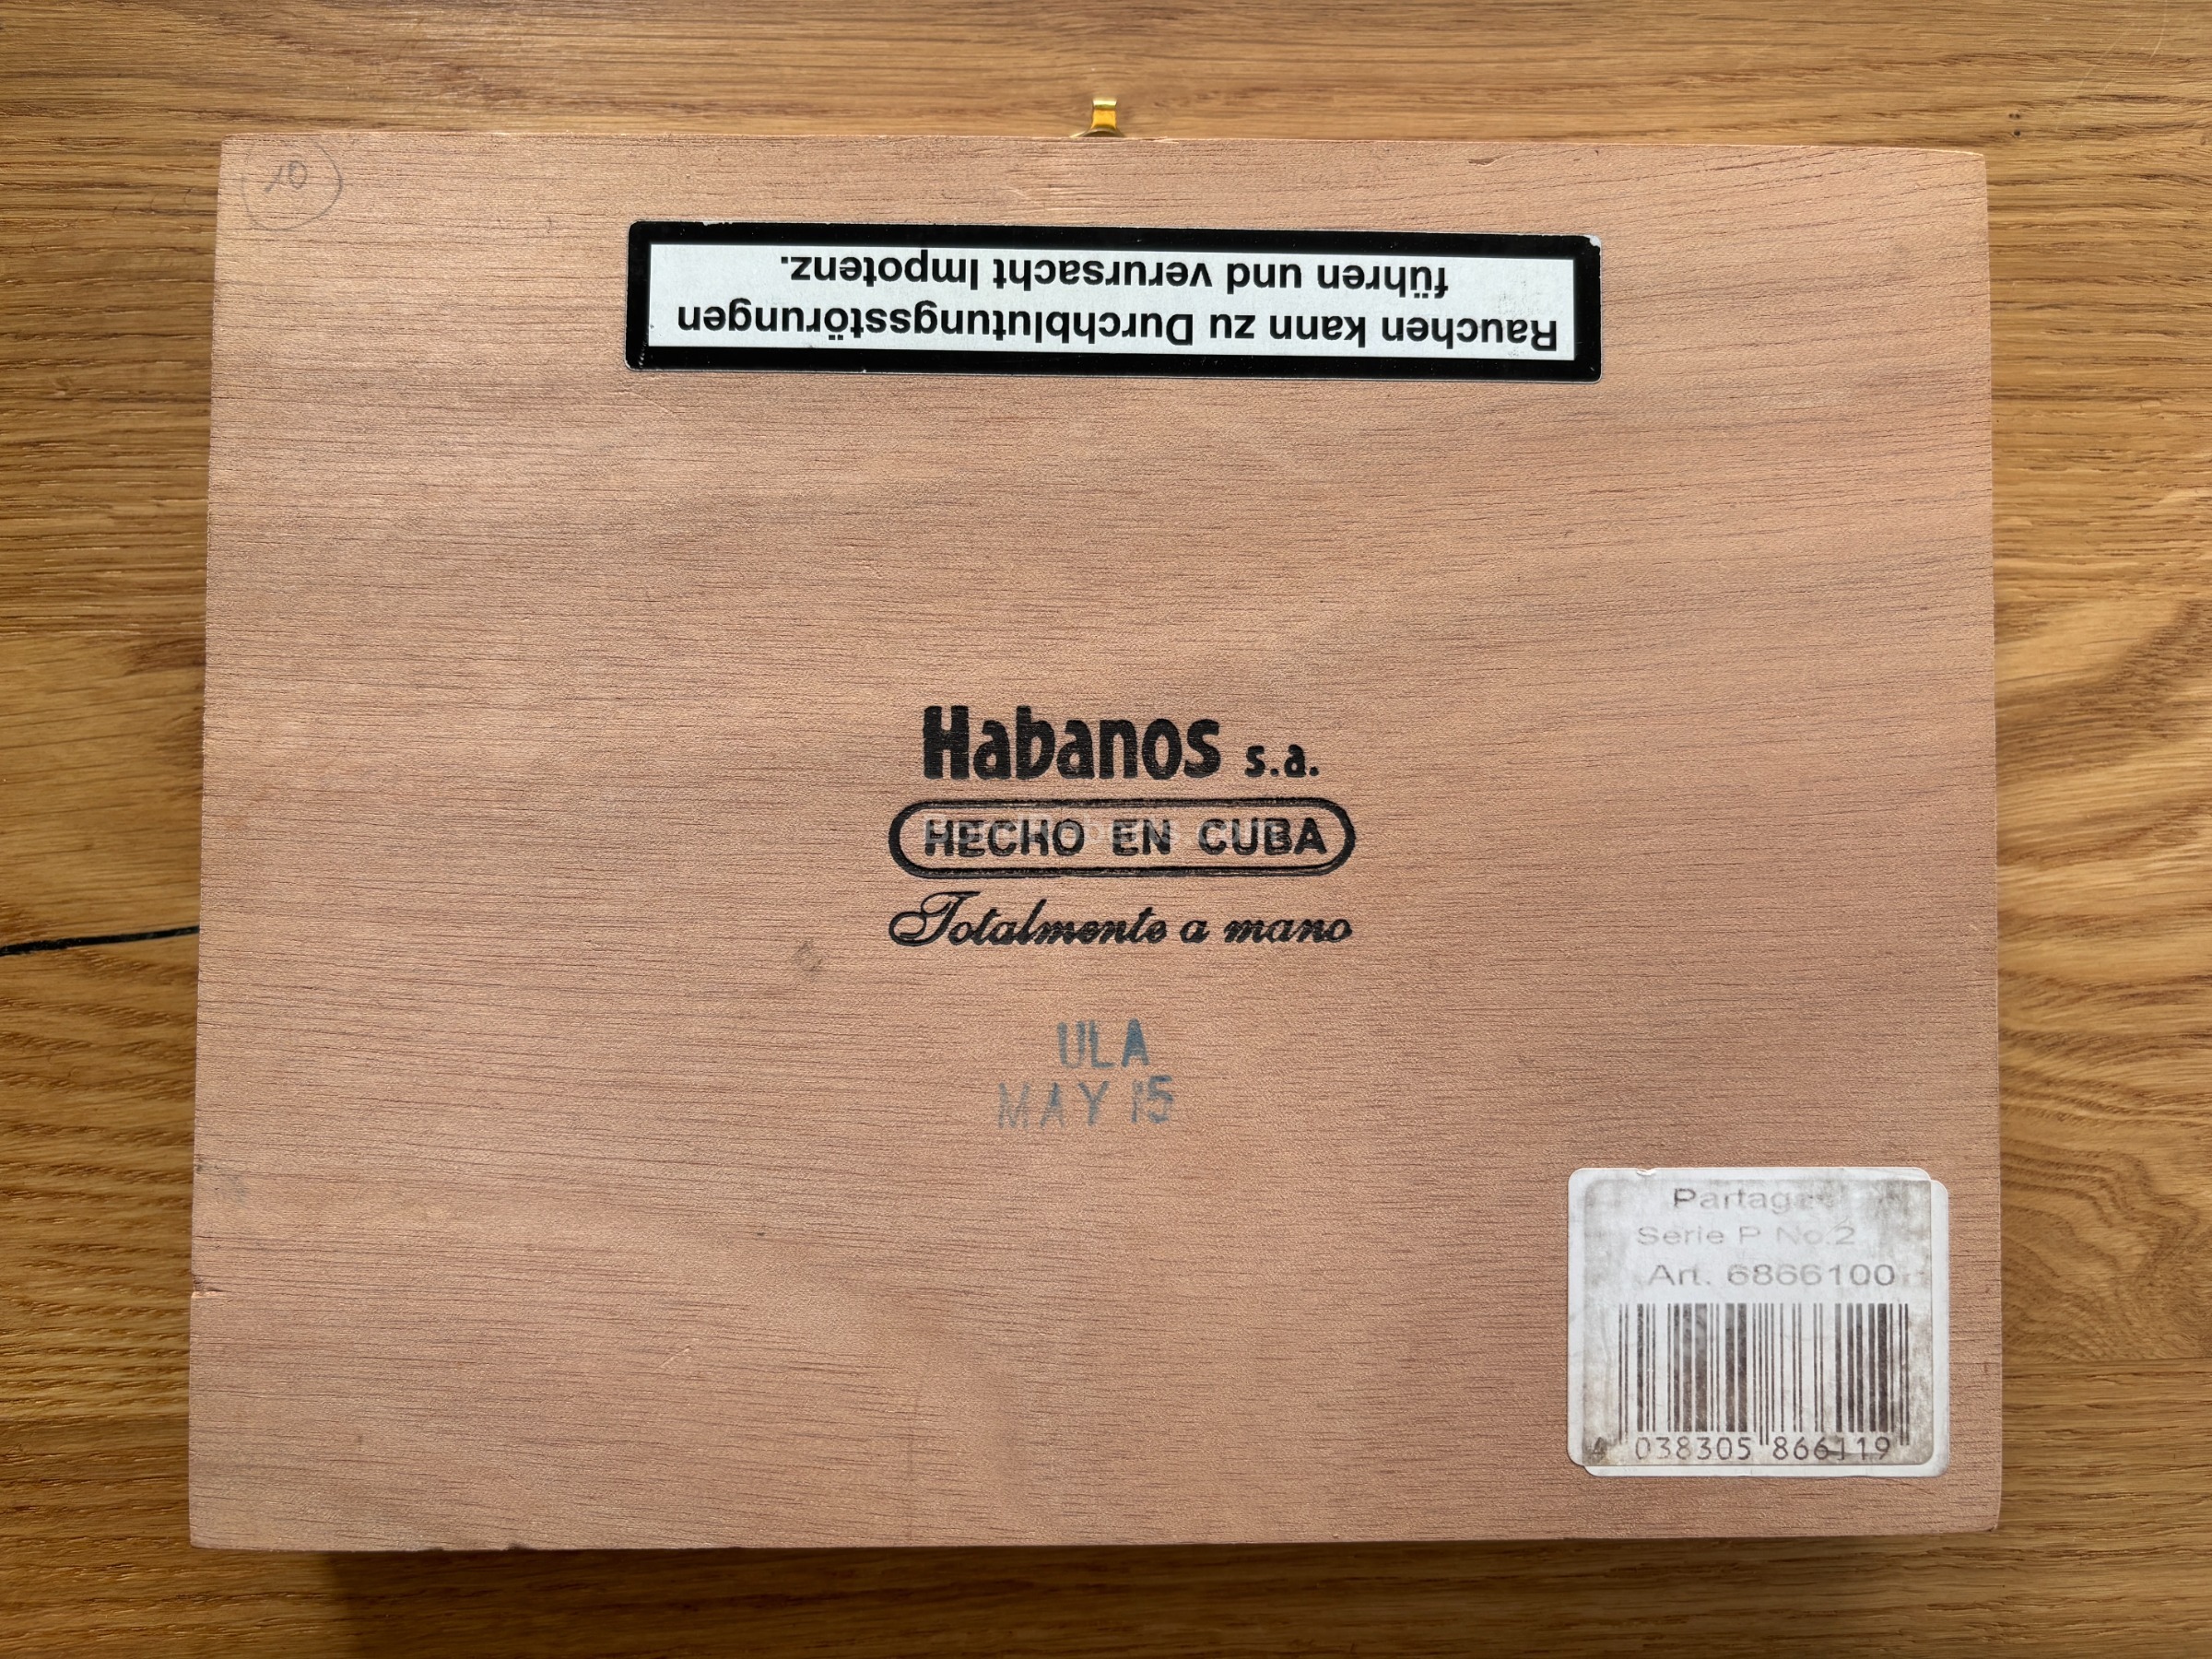 10
Rauchen kann zu Durchblutungsstörungen
führen und verursacht Impotenz.
Habanos s.a.
HECHO EN CUBA
Totalmente a mano
ULA
MAY 15
Serie P No.2
Art. 6866100
4 038305 866119